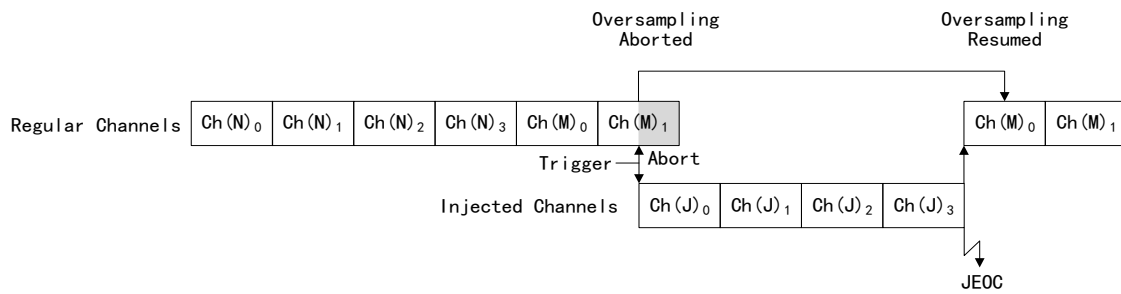 Oversampling Aborted
Oversampling Resumed
Regular Channels Ch(N)₀ Ch(N)₁ Ch(N)₂ Ch(N)₃ Ch(M)₀ Ch(M)₁ Ch(M)₀ Ch(M)₁
Trigger Abort
Injected Channels Ch(J)₀ Ch(J)₁ Ch(J)₂ Ch(J)₃
JEOC